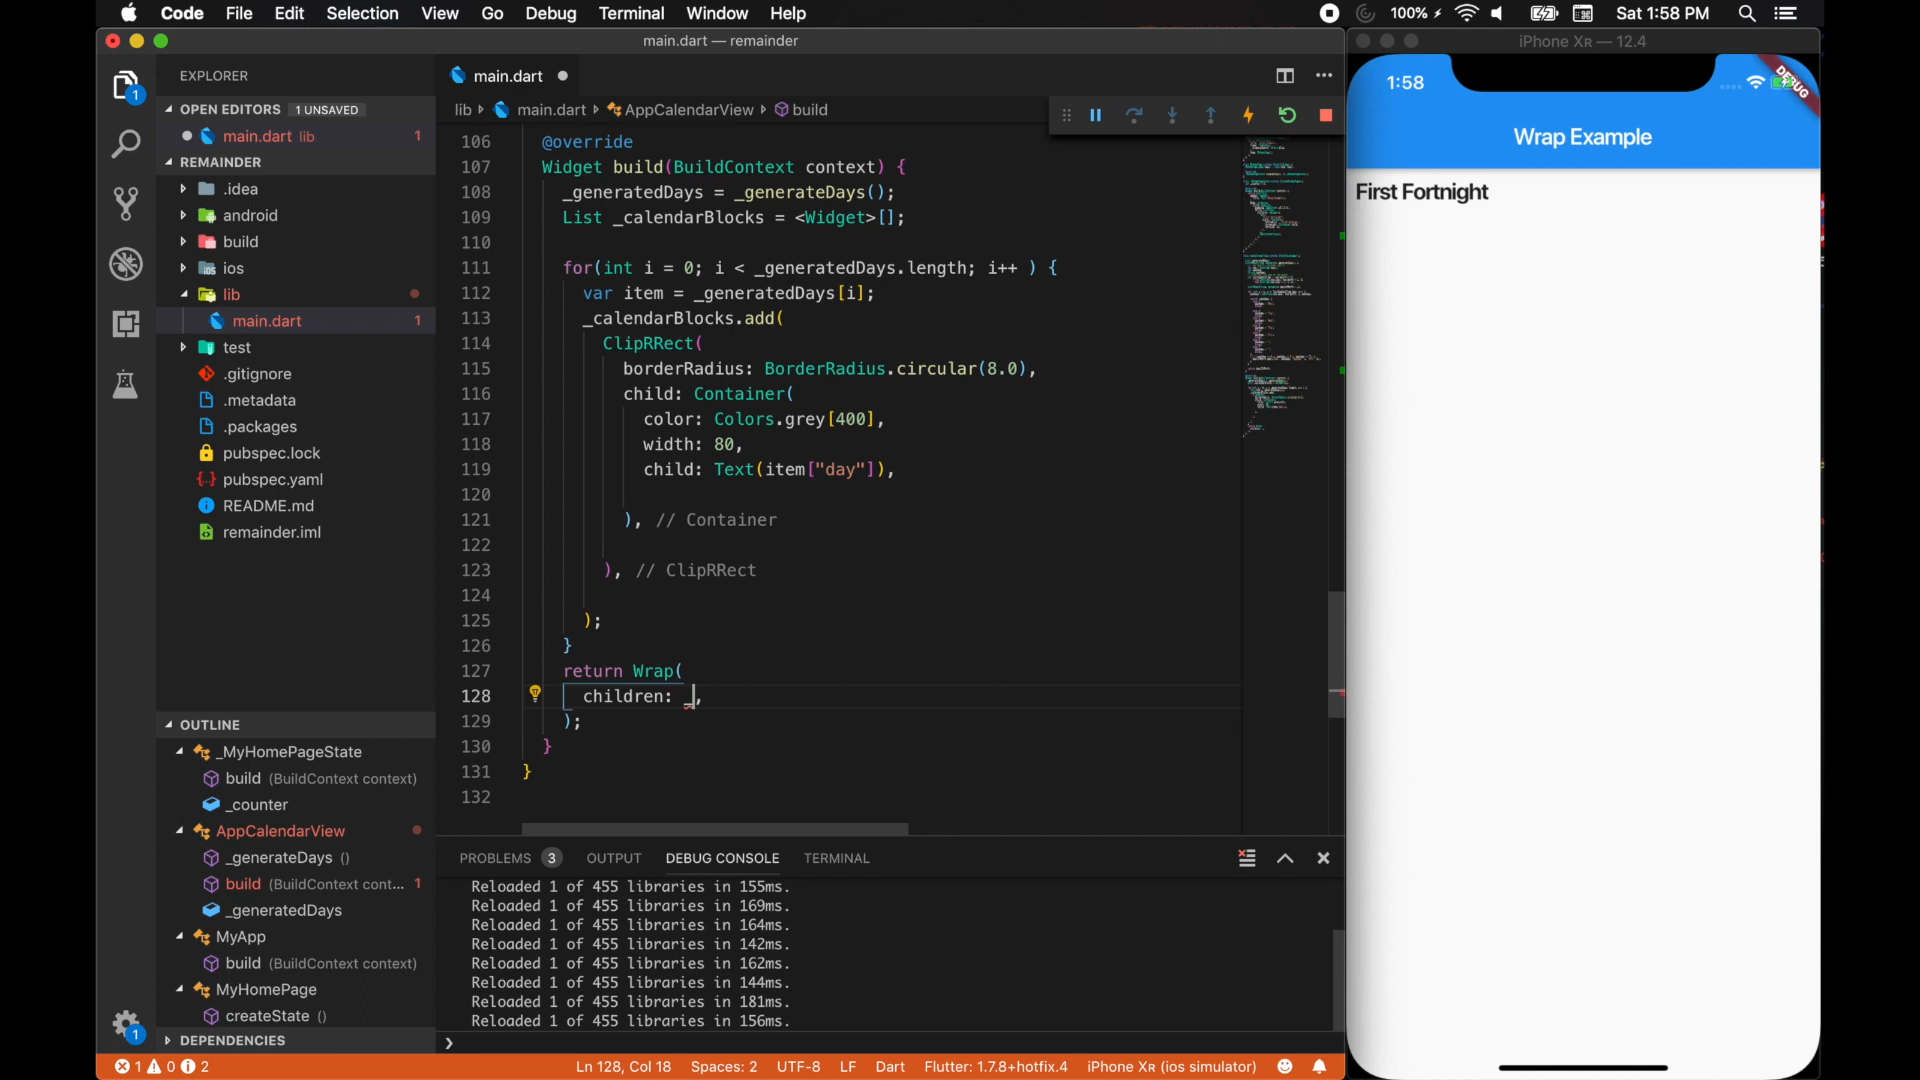 Code File Edit Selection View Go Debug Terminal Window Help
100% Sat 1:58 PM
main.dart — remainder
EXPLORER
OPEN EDITORS 1 UNSAVED
main.dart lib 1
REMAINDER
.idea
android
build
ios
lib
main.dart 1
test
.gitignore
.metadata
.packages
pubspec.lock
pubspec.yaml
README.md
remainder.iml
OUTLINE
_MyHomePageState
build (BuildContext context)
_counter
AppCalendarView
_generateDays ()
build (BuildContext cont... 1
_generatedDays
MyApp
build (BuildContext context)
MyHomePage
createState ()
DEPENDENCIES
1
1
main.dart
lib main.dart AppCalendarView build
106 @override
107 Widget build(BuildContext context) {
108 _generatedDays = _generateDays();
109 List _calendarBlocks = <Widget>[];
110
111 for(int i = 0; i < _generatedDays.length; i++ ) {
112 var item = _generatedDays[i];
113 _calendarBlocks.add(
114 ClipRRect(
115 borderRadius: BorderRadius.circular(8.0),
116 child: Container(
117 color: Colors.grey[400],
118 width: 80,
119 child: Text(item["day"]),
120
121 ), // Container
122
123 ), // ClipRRect
124
125 );
126 }
127 return Wrap(
128 children: _,
129 );
130 }
131 }
132
PROBLEMS 3 OUTPUT DEBUG CONSOLE TERMINAL
Reloaded 1 of 455 libraries in 155ms.
Reloaded 1 of 455 libraries in 169ms.
Reloaded 1 of 455 libraries in 164ms.
Reloaded 1 of 455 libraries in 142ms.
Reloaded 1 of 455 libraries in 162ms.
Reloaded 1 of 455 libraries in 144ms.
Reloaded 1 of 455 libraries in 181ms.
Reloaded 1 of 455 libraries in 156ms.
1 0 2 Ln 128, Col 18 Spaces: 2 UTF-8 LF Dart Flutter: 1.7.8+hotfix.4 iPhone XR (ios simulator)
iPhone XR — 12.4
1:58
DEBUG
Wrap Example
First Fortnight